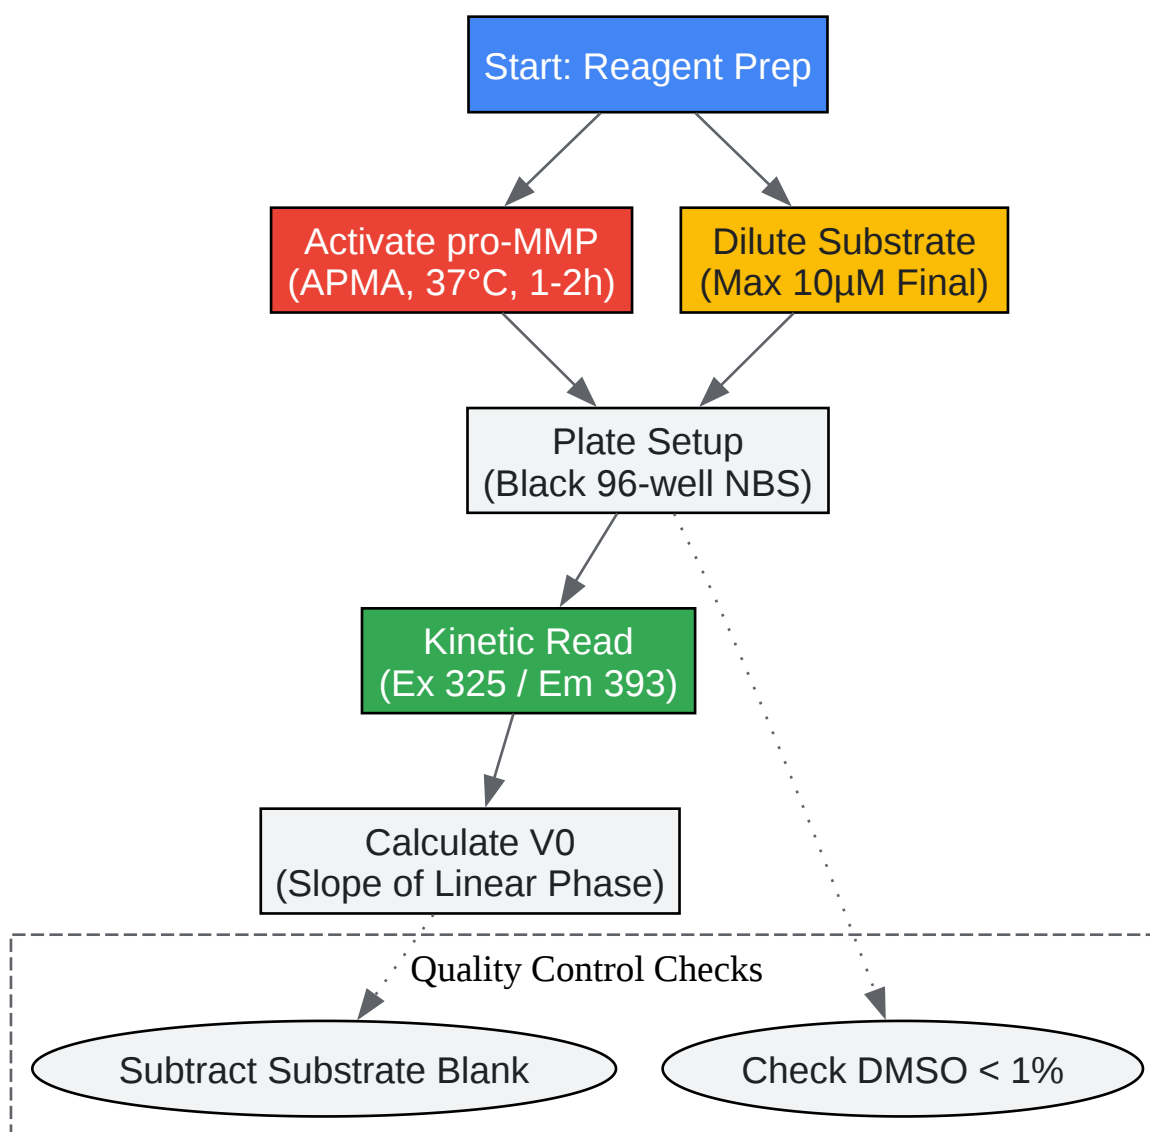 Start: Reagent Prep
Activate pro-MMP
(APMA, 37°C, 1-2h)
Dilute Substrate
(Max 10µM Final)
Plate Setup
(Black 96-well NBS)
Kinetic Read
(Ex 325 / Em 393)
Calculate V0
(Slope of Linear Phase)
Quality Control Checks
Subtract Substrate Blank
Check DMSO < 1%